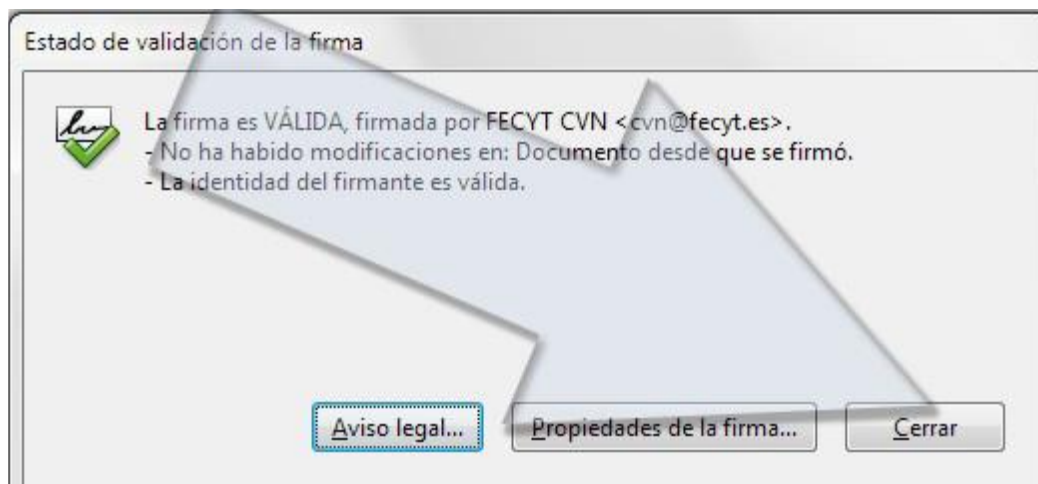 Estado de validación de la firma
La firma es VÁLIDA, firmada por FECYT CVN <cvn@fecyt.es>.
- No ha habido modificaciones en: Documento desde que se firmó.
- La identidad del firmante es válida.
Aviso legal... Propiedades de la firma... Cerrar